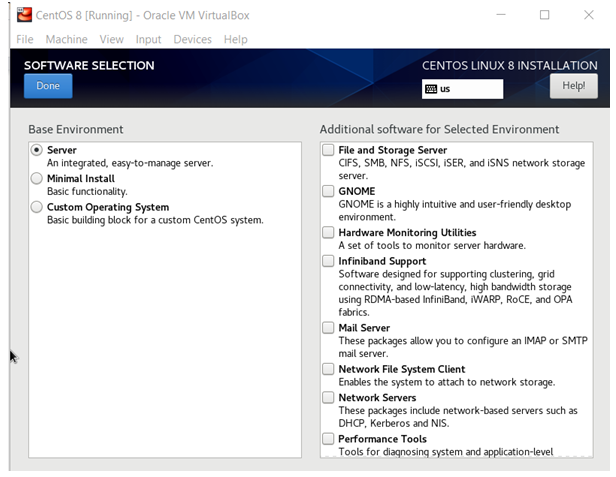 CentOS 8 [Running] - Oracle VM VirtualBox
File Machine View Input Devices Help
SOFTWARE SELECTION
Done
CENTOS LINUX 8 INSTALLATION
us
Help!
Base Environment
Server
An integrated, easy-to-manage server.
Minimal Install
Basic functionality.
Custom Operating System
Basic building block for a custom CentOS system.
Additional software for Selected Environment
File and Storage Server
CIFS, SMB, NFS, iSCSI, iSER, and iSNS network storage
server.
GNOME
GNOME is a highly intuitive and user-friendly desktop
environment.
Hardware Monitoring Utilities
A set of tools to monitor server hardware.
Infiniband Support
Software designed for supporting clustering, grid
connectivity, and low-latency, high bandwidth storage
using RDMA-based InfiniBand, iWARP, RoCE, and OPA
fabrics.
Mail Server
These packages allow you to configure an IMAP or SMTP
mail server.
Network File System Client
Enables the system to attach to network storage.
Network Servers
These packages include network-based servers such as
DHCP, Kerberos and NIS.
Performance Tools
Tools for diagnosing system and application-level